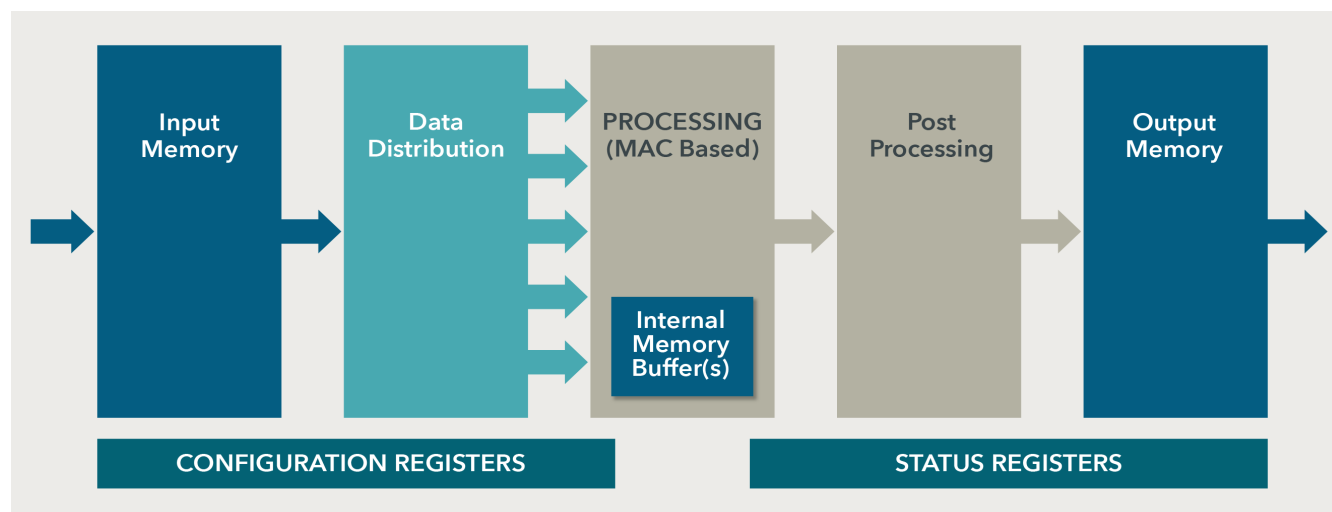 Input
Memory
Data
Distribution
PROCESSING
(MAC Based)
Internal
Memory
Buffer(s)
Post
Processing
Output
Memory
CONFIGURATION REGISTERS
STATUS REGISTERS